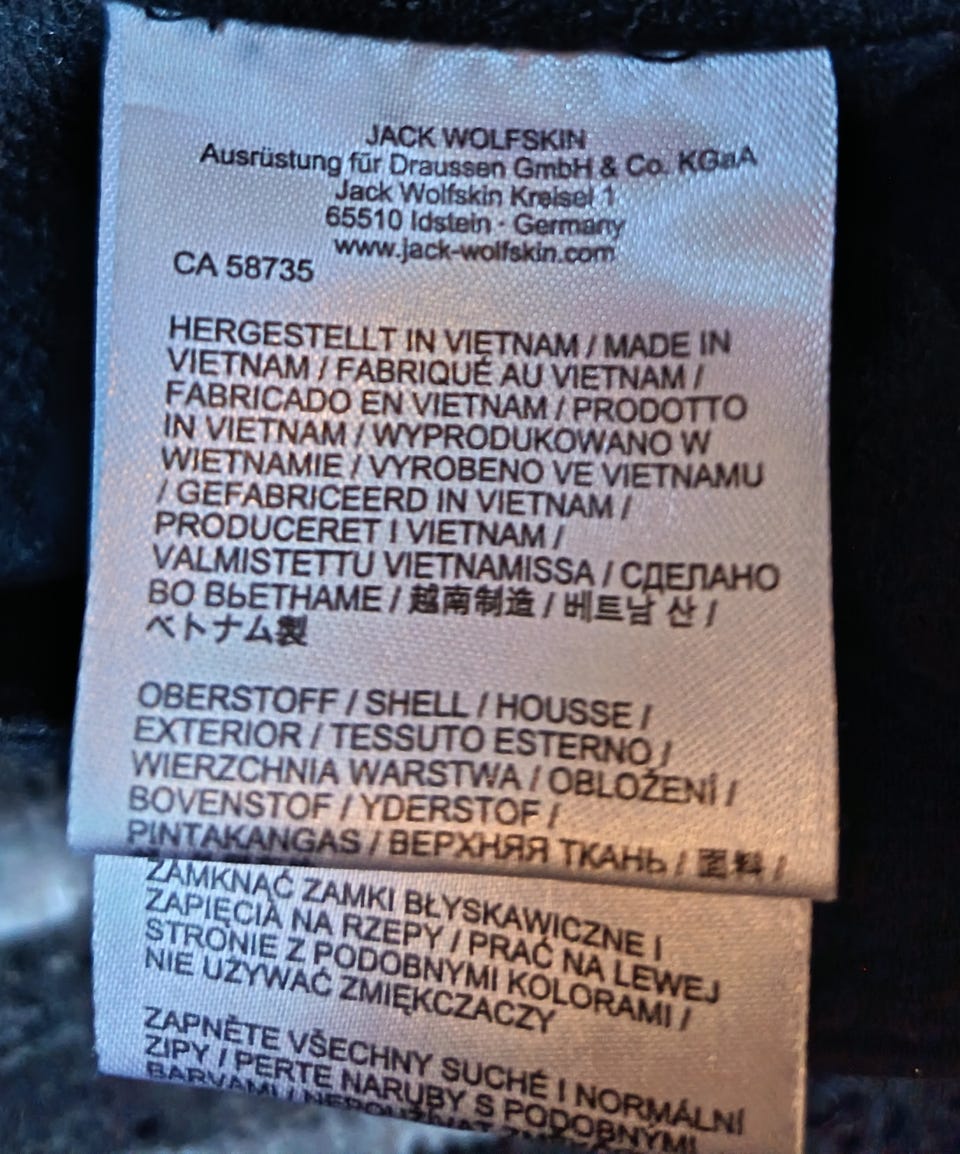 JACK WOLFSKIN
Ausrüstung für Draussen GmbH & Co. KGaA
Jack Wolfskin Kreisel 1
65510 Idstein · Germany
www.jack-wolfskin.com
CA 58735
HERGESTELLT IN VIETNAM / MADE IN
VIETNAM / FABRIQUÉ AU VIETNAM /
FABRICADO EN VIETNAM / PRODOTTO
IN VIETNAM / WYPRODUKOWANO W
WIETNAMIE / VYROBENO VE VIETNAMU
/ GEFABRICEERD IN VIETNAM /
PRODUCERET I VIETNAM /
VALMISTETTU VIETNAMISSA / СДЕЛАНО
ВО ВЬЕТНАМЕ / 越南制造 / 베트남 산 /
ベトナム製
OBERSTOFF / SHELL / HOUSSE /
EXTERIOR / TESSUTO ESTERNO /
WIERZCHNIA WARSTWA / OBLOŽENÍ /
BOVENSTOF / YDERSTOF /
PINTAKANGAS / ВЕРХНЯЯ ТКАНЬ / 面料 /
ZAMKNĄĆ ZAMKI BŁYSKAWICZNE I
ZAPIĘCIA NA RZEPY / PRAĆ NA LEWEJ
STRONIE Z PODOBNYMI KOLORAMI /
NIE UŻYWAĆ ZMIĘKCZACZY
ZAPNĚTE VŠECHNY SUCHÉ I NORMÁLNÍ
ZIPY / PERTE NARUBY S PODOBNÝMI
BARVAMI /